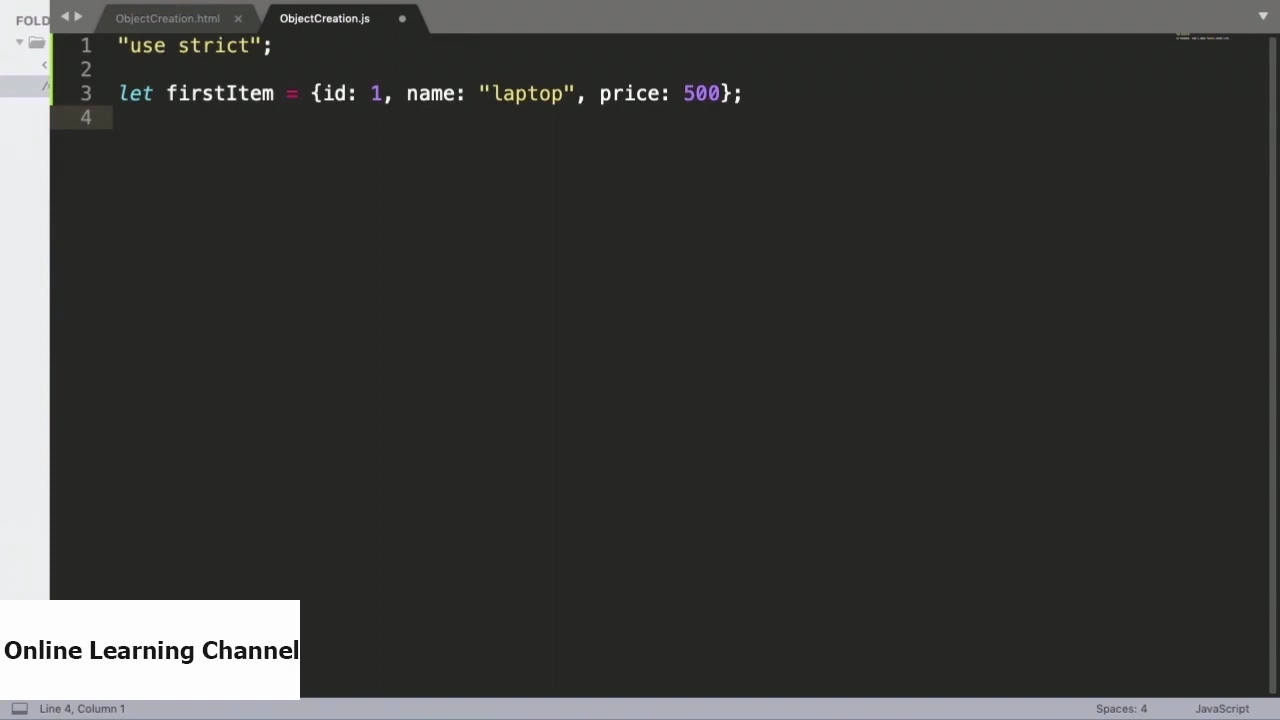 FOLD
ObjectCreation.html ×
ObjectCreation.js
1 "use strict";
2
3 let firstItem = {id: 1, name: "laptop", price: 500};
4
Online Learning Channel
Line 4, Column 1
Spaces: 4
JavaScript